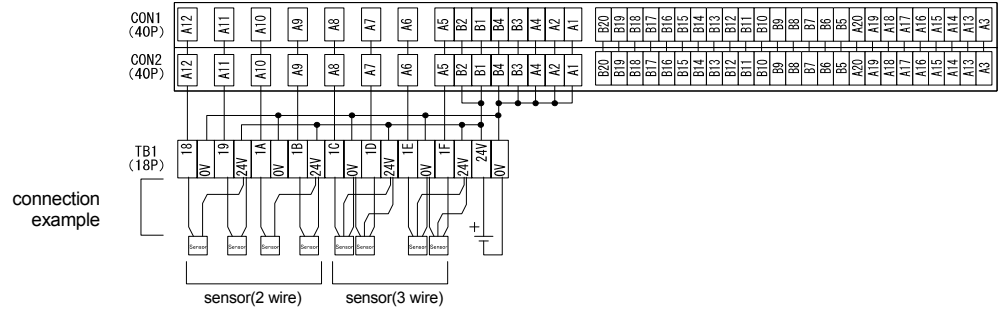 CON1
(40P)
A12 A11 A10 A9 A8 A7 A6 A5 B2 B1 B4 B3 A4 A2 A1 B20 B19 B18 B17 B16 B15 B14 B13 B12 B11 B10 B9 B8 B7 B6 B5 A20 A19 A18 A17 A16 A15 A14 A13 A3
CON2
(40P)
A12 A11 A10 A9 A8 A7 A6 A5 B2 B1 B4 B3 A4 A2 A1 B20 B19 B18 B17 B16 B15 B14 B13 B12 B11 B10 B9 B8 B7 B6 B5 A20 A19 A18 A17 A16 A15 A14 A13 A3
TB1
(18P)
18 0V 19 24V 1A 0V 1B 24V 1C 0V 1D 24V 1E 0V 1F 24V 24V 0V
connection
example
+
Sensor Sensor Sensor Sensor Sensor Sensor Sensor Sensor
sensor(2 wire) sensor(3 wire)